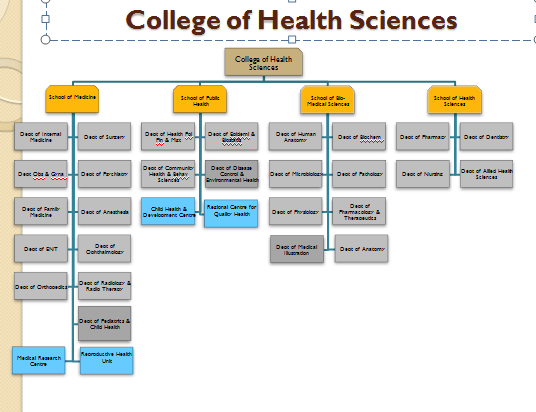 College of Health Sciences
College of Health
Sciences
School of Medicine
School of Public
Health
School of Bio-
Medical Sciences
School of Health
Sciences
Dept of Internal
Medicine
Dept of Surgery
Dept of Health Pol
Pln & Mgt
Dept of Epidemi &
Biostats
Dept of Human
Anatomy
Dept of Biochem
Dept of Pharmacy
Dept of Dentistry
Dept Obs & Gyna
Dept of Psychiatry
Dept of Community
Health & Behav
Sciences
Dept of Disease
Control &
Environmental Health
Dept of Microbiology
Dept of Pathology
Dept of Nursing
Dept of Allied Health
Sciences
Dept of Family
Medicine
Dept of Anesthesia
Child Health &
Development Centre
Regional Centre for
Quality Health
Dept of Physiology
Dept of
Pharmacology &
Therapeutics
Dept of ENT
Dept of
Ophthalmology
Dept of Medical
Illustration
Dept of Anatomy
Dept of Orthopedics
Dept of Radiology &
Radio Therapy
Dept of Pediatrics &
Child Health
Medical Research
Centre
Reproductive Health
Unit